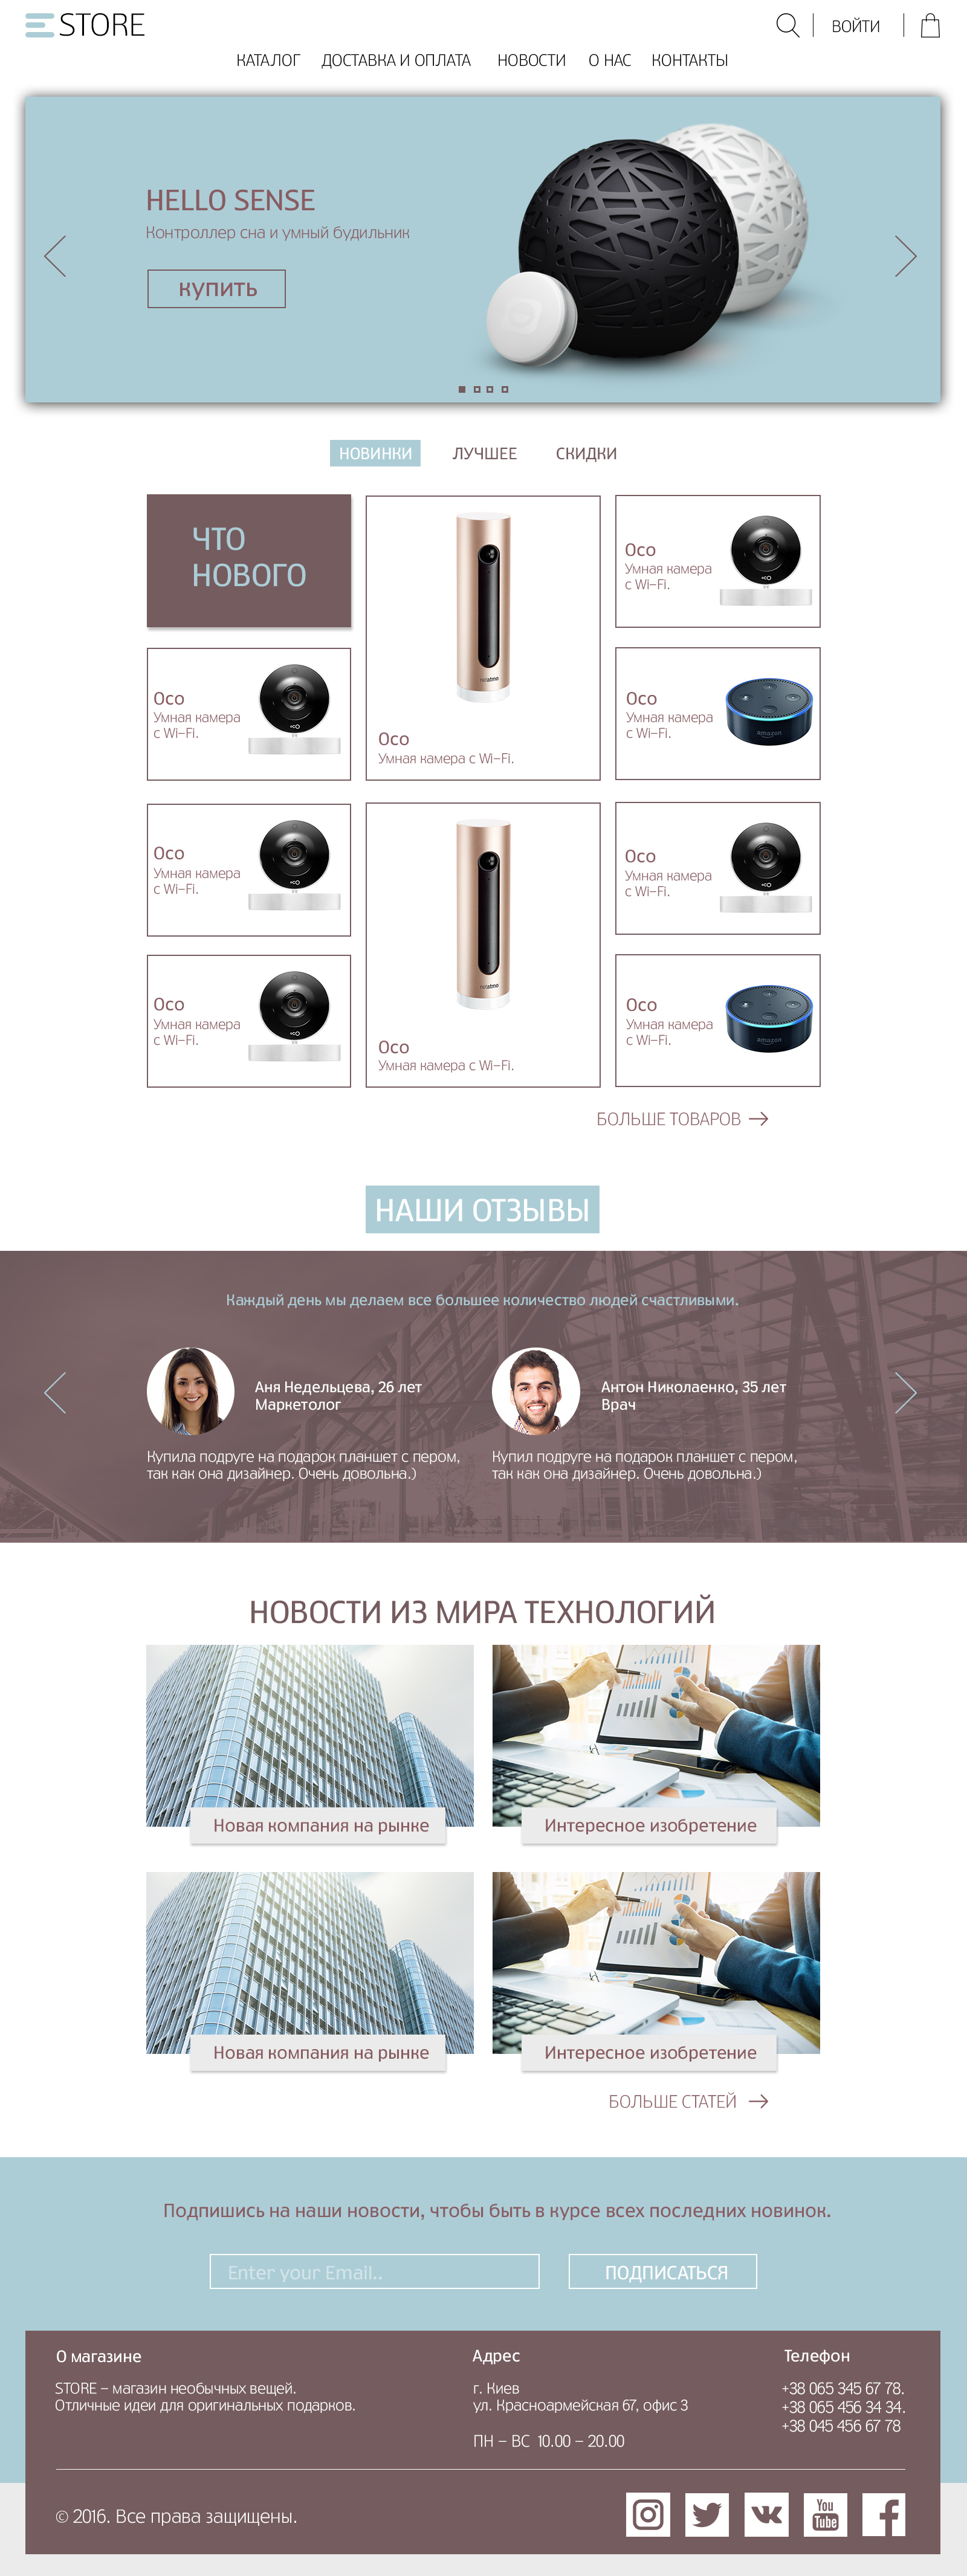 STORE
ВОЙТИ
КАТАЛОГ ДОСТАВКА И ОПЛАТА НОВОСТИ О НАС КОНТАКТЫ
HELLO SENSE
Контроллер сна и умный будильник
КУПИТЬ
НОВИНКИ ЛУЧШЕЕ СКИДКИ
ЧТО
НОВОГО
Oco
Умная камера
с Wi-Fi.
netatmo
Oco
Умная камера с Wi-Fi.
Oco
Умная камера
с Wi-Fi.
Oco
Умная камера
с Wi-Fi.
amazon
Oco
Умная камера
с Wi-Fi.
Oco
Умная камера
с Wi-Fi.
netatmo
Oco
Умная камера с Wi-Fi.
Oco
Умная камера
с Wi-Fi.
Oco
Умная камера
с Wi-Fi.
amazon
БОЛЬШЕ ТОВАРОВ
НАШИ ОТЗЫВЫ
Каждый день мы делаем все большее количество людей счастливыми.
Аня Недельцева, 26 лет
Маркетолог
Купила подруге на подарок планшет с пером,
так как она дизайнер. Очень довольна.)
Антон Николаенко, 35 лет
Врач
Купил подруге на подарок планшет с пером,
так как она дизайнер. Очень довольна.)
НОВОСТИ ИЗ МИРА ТЕХНОЛОГИЙ
Новая компания на рынке
Интересное изобретение
Новая компания на рынке
Интересное изобретение
БОЛЬШЕ СТАТЕЙ
Подпишись на наши новости, чтобы быть в курсе всех последних новинок.
Enter your Email..
ПОДПИСАТЬСЯ
О магазине
STORE – магазин необычных вещей.
Отличные идеи для оригинальных подарков.
Адрес
г. Киев
ул. Красноармейская 67, офис 3
ПН – ВС 10.00 – 20.00
Телефон
+38 065 345 67 78.
+38 065 456 34 34.
+38 045 456 67 78
© 2016. Все права защищены.
You
Tube